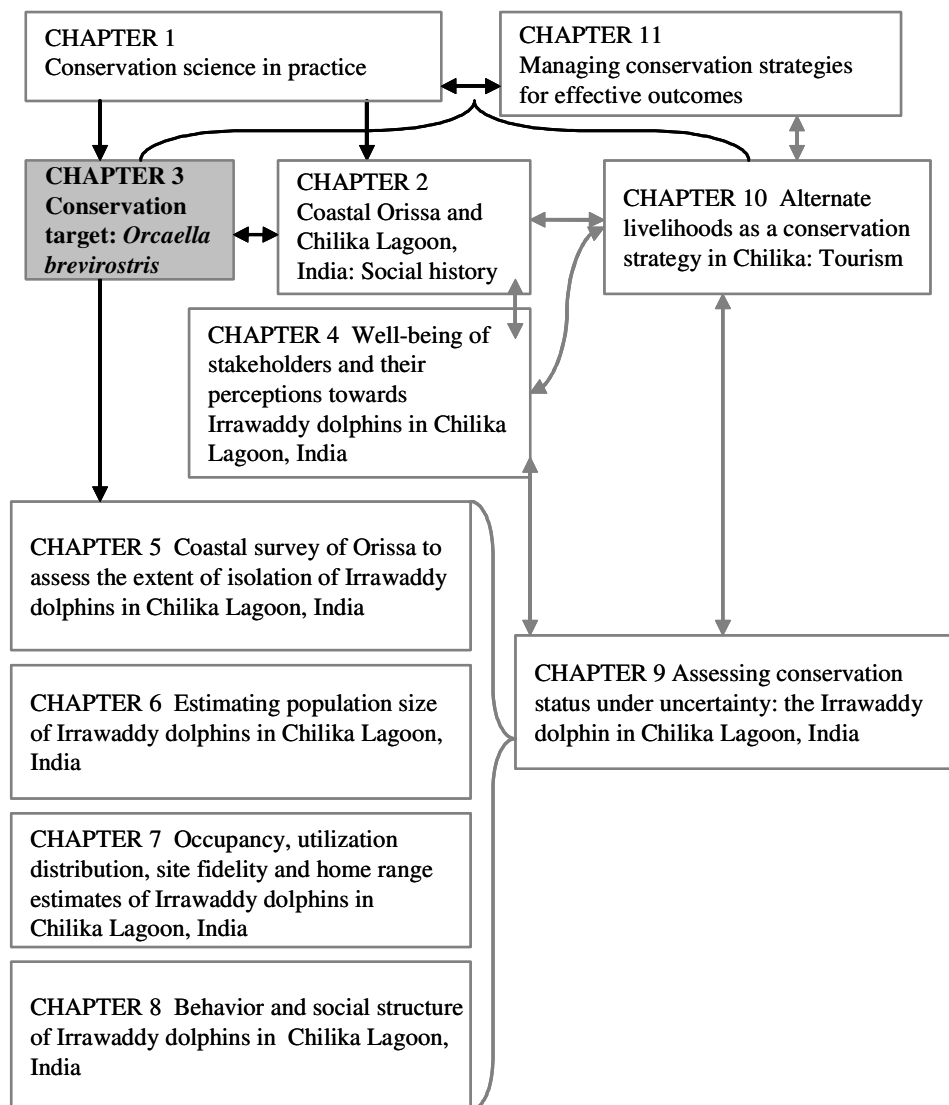 CHAPTER 1
Conservation science in practice
CHAPTER 11
Managing conservation strategies
for effective outcomes
CHAPTER 3
Conservation
target: Orcaella
brevirostris
CHAPTER 2
Coastal Orissa and
Chilika Lagoon,
India: Social history
CHAPTER 10 Alternate
livelihoods as a conservation
strategy in Chilika: Tourism
CHAPTER 4 Well-being of
stakeholders and their
perceptions towards
Irrawaddy dolphins in Chilika
Lagoon, India
CHAPTER 5 Coastal survey of Orissa to
assess the extent of isolation of Irrawaddy
dolphins in Chilika Lagoon, India
CHAPTER 6 Estimating population size
of Irrawaddy dolphins in Chilika Lagoon,
India
CHAPTER 7 Occupancy, utilization
distribution, site fidelity and home range
estimates of Irrawaddy dolphins in
Chilika Lagoon, India
CHAPTER 8 Behavior and social structure
of Irrawaddy dolphins in Chilika Lagoon,
India
CHAPTER 9 Assessing conservation
status under uncertainty: the Irrawaddy
dolphin in Chilika Lagoon, India